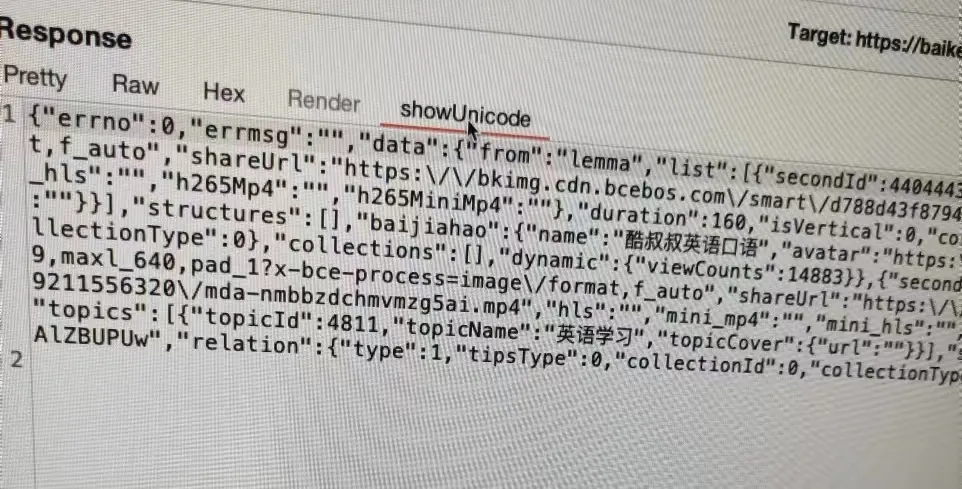 Response
Target: https://baike
Pretty Raw Hex Render showUnicode
1 {"errno":0,"errmsg":"","data":{"from":"lemma","list":[{"secondId":4404443
t,f_auto","shareUrl":"https:\/\/bkimg.cdn.bcebos.com\/smart\/d788d43f8794
_hls":"","h265Mp4":"","h265MiniMp4":""},"duration":160,"isVertical":0,"co
:""}}],"structures":[],"baijiahao":{"name":"酷叔叔英语口语","avatar":"https:
llectionType":0},"collections":[],"dynamic":{"viewCounts":14883}},{"second
9,maxl_640,pad_1?x-bce-process=image\/format,f_auto","shareUrl":"https:\/\
9211556320\/mda-nmbbzdchmvmzg5ai.mp4","hls":"","mini_mp4":"","mini_hls":""
"topics":[{"topicId":4811,"topicName":"英语学习","topicCover":{"url":""}}],"s
AlZBUPUw","relation":{"type":1,"tipsType":0,"collectionId":0,"collectionTyp
2